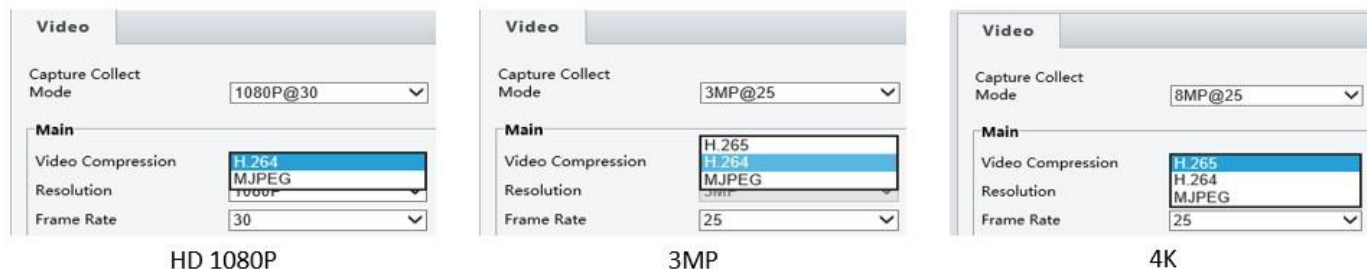 Video
Capture Collect
Mode
1080P@30
Main
Video Compression
H.264
MJPEG
Resolution
1080P
Frame Rate
30
HD 1080P
Video
Capture Collect
Mode
3MP@25
Main
H.265
Video Compression
H.264
Resolution
MJPEG
3MP
Frame Rate
25
3MP
Video
Capture Collect
Mode
8MP@25
Main
Video Compression
H.265
H.264
Resolution
MJPEG
Frame Rate
25
4K